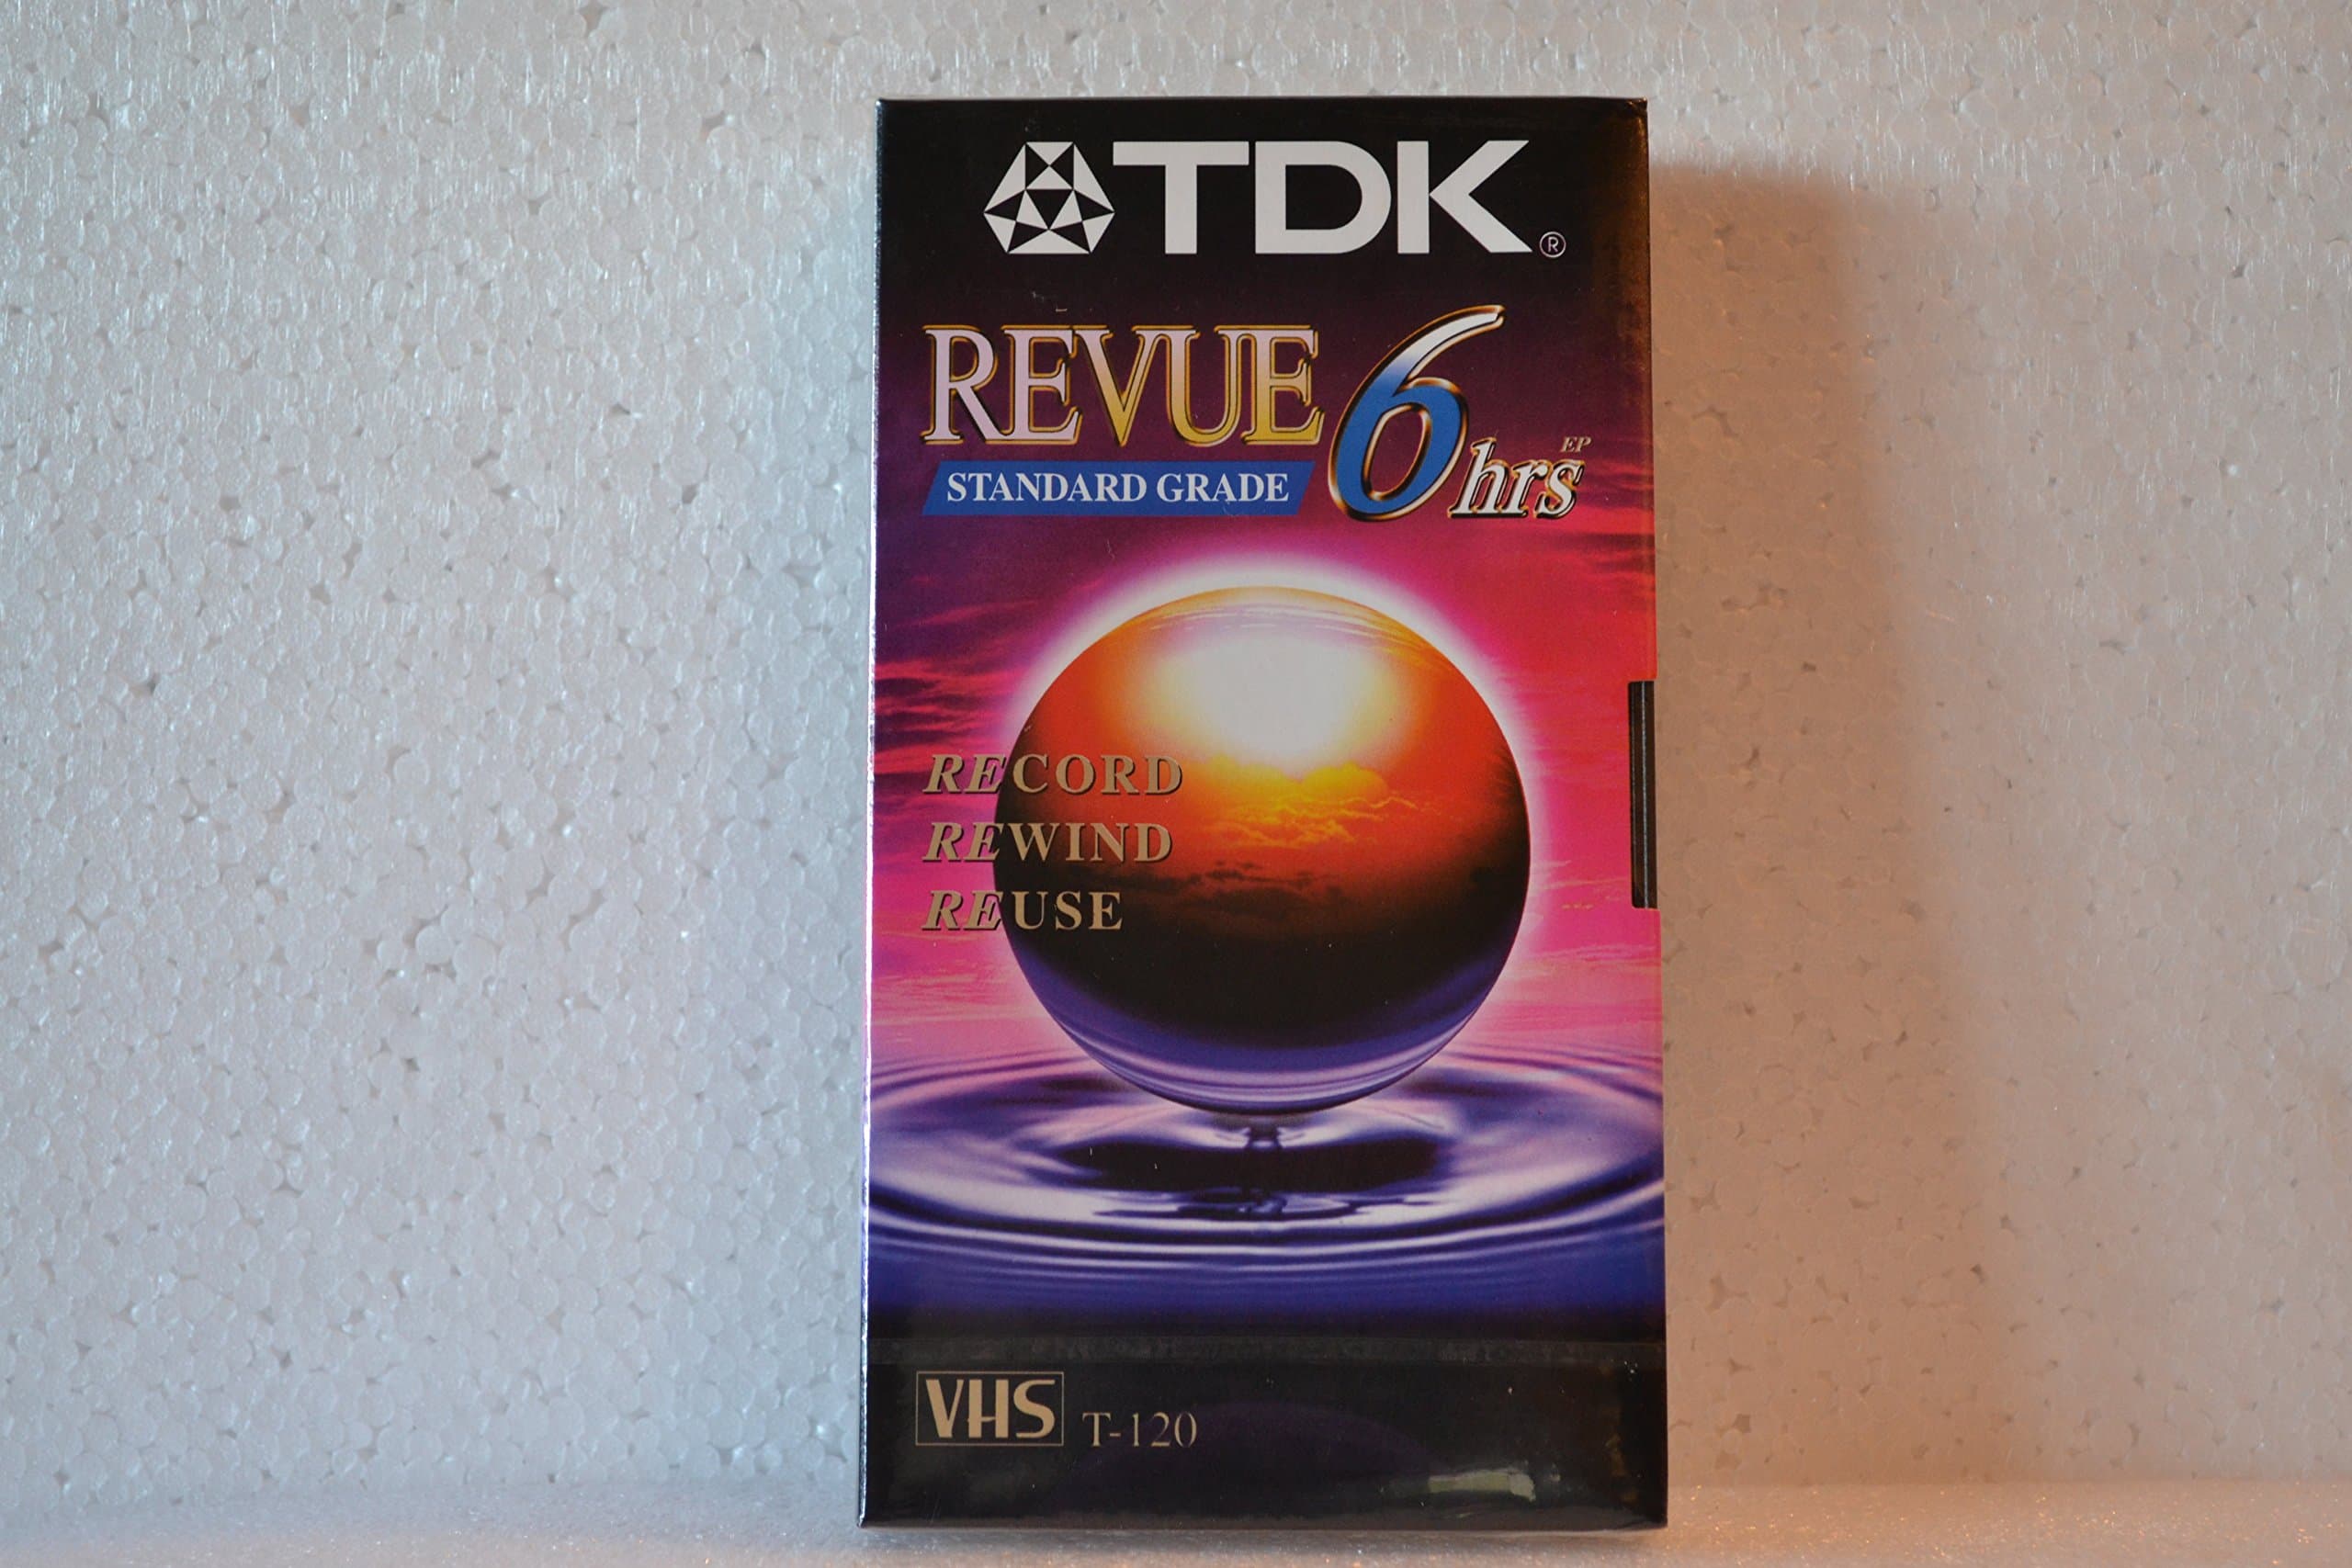 TDK®
REVUE 6 hrs EP
STANDARD GRADE
RECORD
REWIND
REUSE
VHS T-120